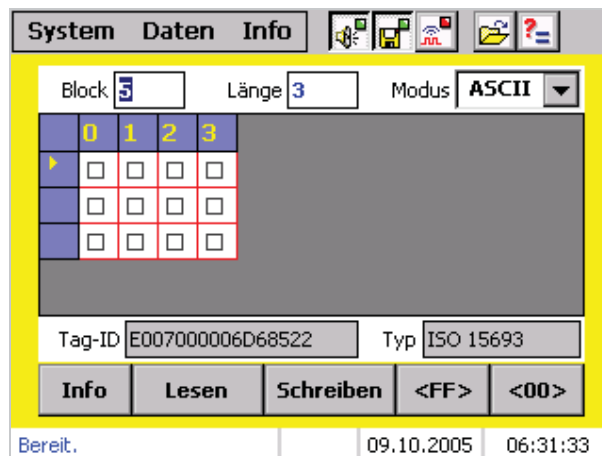 System Daten Info ?=
Block 5 Länge 3 Modus ASCII
0 1 2 3
Tag-ID E007000006D68522 Typ ISO 15693
Info Lesen Schreiben <FF> <00>
Bereit. 09.10.2005 06:31:33